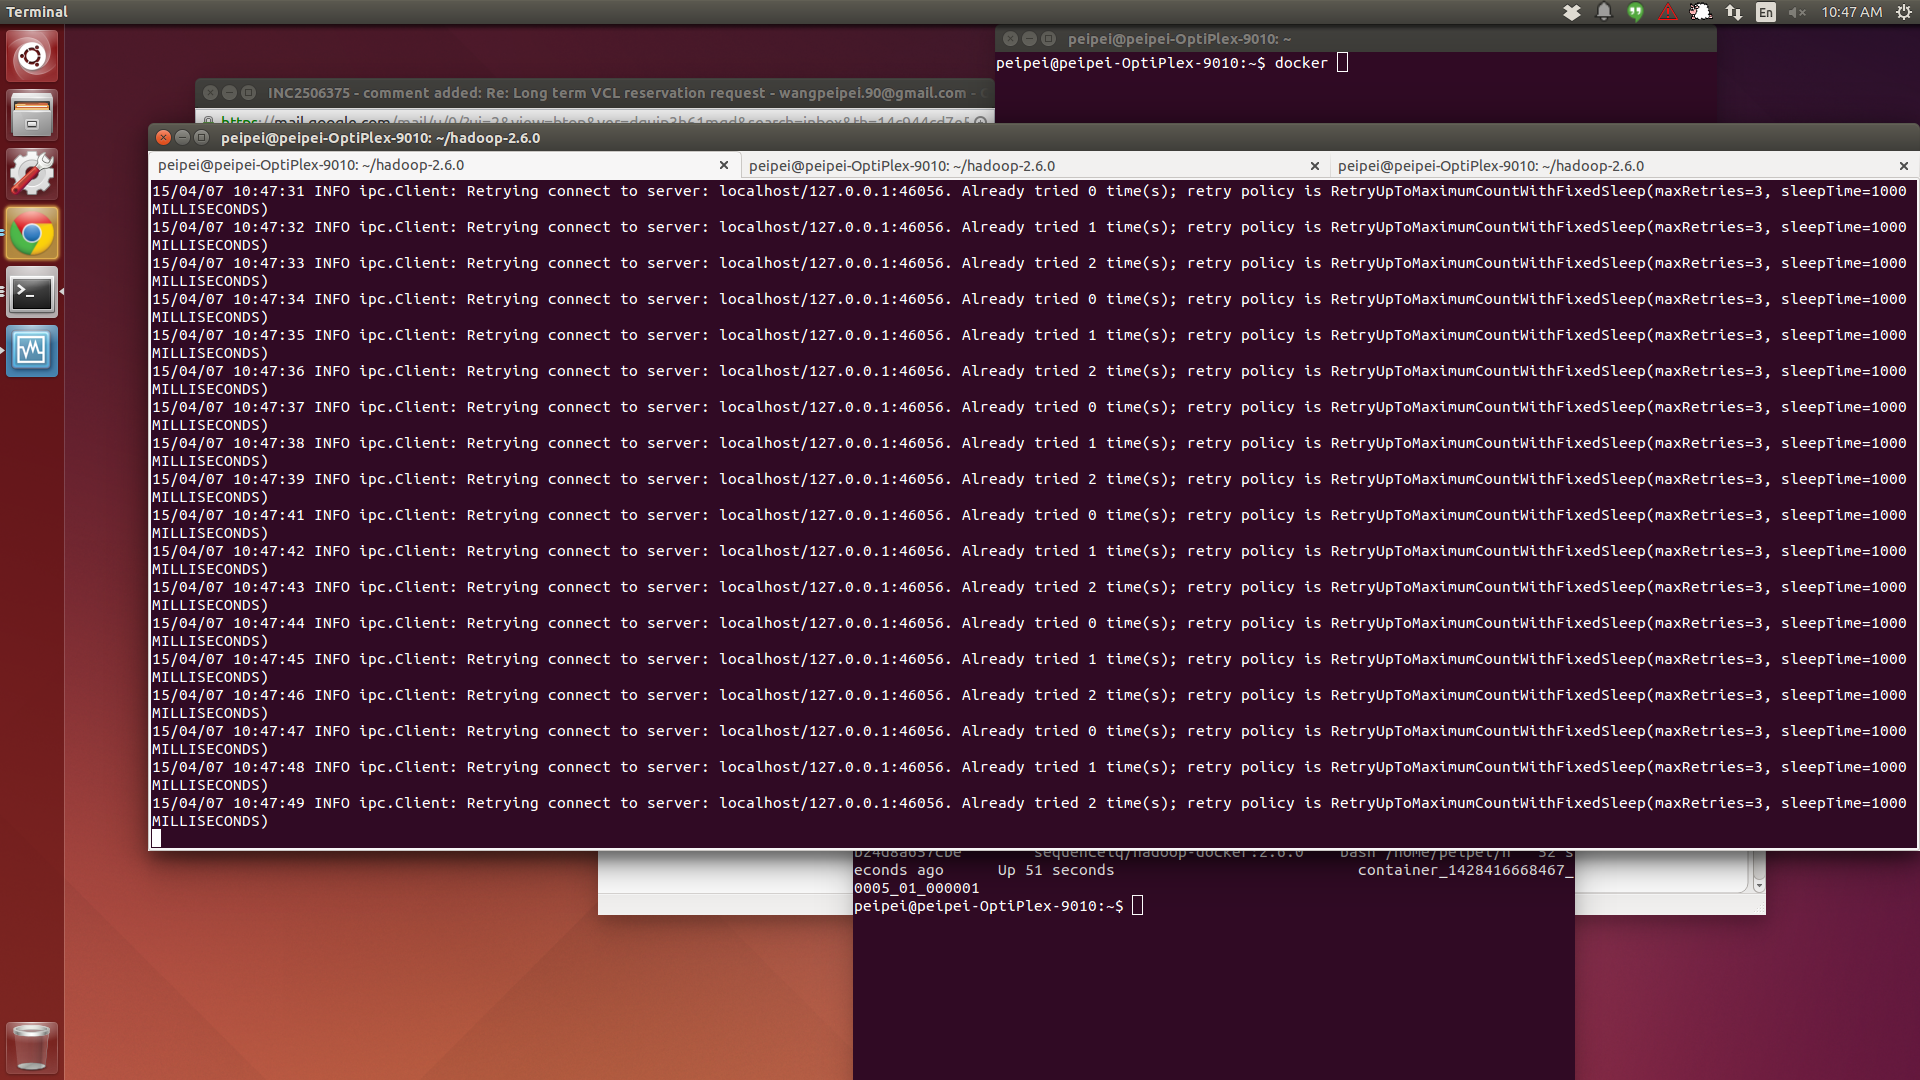 Terminal
En
10:47 AM
peipei@peipei-OptiPlex-9010: ~
peipei@peipei-OptiPlex-9010:~$ docker
INC2506375 - comment added: Re: Long term VCL reservation request - wangpeipei.90@gmail.com -
peipei@peipei-OptiPlex-9010: ~/hadoop-2.6.0
peipei@peipei-OptiPlex-9010: ~/hadoop-2.6.0
peipei@peipei-OptiPlex-9010: ~/hadoop-2.6.0
peipei@peipei-OptiPlex-9010: ~/hadoop-2.6.0
15/04/07 10:47:31 INFO ipc.Client: Retrying connect to server: localhost/127.0.0.1:46056. Already tried 0 time(s); retry policy is RetryUpToMaximumCountWithFixedSleep(maxRetries=3, sleepTime=1000
MILLISECONDS)
15/04/07 10:47:32 INFO ipc.Client: Retrying connect to server: localhost/127.0.0.1:46056. Already tried 1 time(s); retry policy is RetryUpToMaximumCountWithFixedSleep(maxRetries=3, sleepTime=1000
MILLISECONDS)
15/04/07 10:47:33 INFO ipc.Client: Retrying connect to server: localhost/127.0.0.1:46056. Already tried 2 time(s); retry policy is RetryUpToMaximumCountWithFixedSleep(maxRetries=3, sleepTime=1000
MILLISECONDS)
15/04/07 10:47:34 INFO ipc.Client: Retrying connect to server: localhost/127.0.0.1:46056. Already tried 0 time(s); retry policy is RetryUpToMaximumCountWithFixedSleep(maxRetries=3, sleepTime=1000
MILLISECONDS)
15/04/07 10:47:35 INFO ipc.Client: Retrying connect to server: localhost/127.0.0.1:46056. Already tried 1 time(s); retry policy is RetryUpToMaximumCountWithFixedSleep(maxRetries=3, sleepTime=1000
MILLISECONDS)
15/04/07 10:47:36 INFO ipc.Client: Retrying connect to server: localhost/127.0.0.1:46056. Already tried 2 time(s); retry policy is RetryUpToMaximumCountWithFixedSleep(maxRetries=3, sleepTime=1000
MILLISECONDS)
15/04/07 10:47:37 INFO ipc.Client: Retrying connect to server: localhost/127.0.0.1:46056. Already tried 0 time(s); retry policy is RetryUpToMaximumCountWithFixedSleep(maxRetries=3, sleepTime=1000
MILLISECONDS)
15/04/07 10:47:38 INFO ipc.Client: Retrying connect to server: localhost/127.0.0.1:46056. Already tried 1 time(s); retry policy is RetryUpToMaximumCountWithFixedSleep(maxRetries=3, sleepTime=1000
MILLISECONDS)
15/04/07 10:47:39 INFO ipc.Client: Retrying connect to server: localhost/127.0.0.1:46056. Already tried 2 time(s); retry policy is RetryUpToMaximumCountWithFixedSleep(maxRetries=3, sleepTime=1000
MILLISECONDS)
15/04/07 10:47:41 INFO ipc.Client: Retrying connect to server: localhost/127.0.0.1:46056. Already tried 0 time(s); retry policy is RetryUpToMaximumCountWithFixedSleep(maxRetries=3, sleepTime=1000
MILLISECONDS)
15/04/07 10:47:42 INFO ipc.Client: Retrying connect to server: localhost/127.0.0.1:46056. Already tried 1 time(s); retry policy is RetryUpToMaximumCountWithFixedSleep(maxRetries=3, sleepTime=1000
MILLISECONDS)
15/04/07 10:47:43 INFO ipc.Client: Retrying connect to server: localhost/127.0.0.1:46056. Already tried 2 time(s); retry policy is RetryUpToMaximumCountWithFixedSleep(maxRetries=3, sleepTime=1000
MILLISECONDS)
15/04/07 10:47:44 INFO ipc.Client: Retrying connect to server: localhost/127.0.0.1:46056. Already tried 0 time(s); retry policy is RetryUpToMaximumCountWithFixedSleep(maxRetries=3, sleepTime=1000
MILLISECONDS)
15/04/07 10:47:45 INFO ipc.Client: Retrying connect to server: localhost/127.0.0.1:46056. Already tried 1 time(s); retry policy is RetryUpToMaximumCountWithFixedSleep(maxRetries=3, sleepTime=1000
MILLISECONDS)
15/04/07 10:47:46 INFO ipc.Client: Retrying connect to server: localhost/127.0.0.1:46056. Already tried 2 time(s); retry policy is RetryUpToMaximumCountWithFixedSleep(maxRetries=3, sleepTime=1000
MILLISECONDS)
15/04/07 10:47:47 INFO ipc.Client: Retrying connect to server: localhost/127.0.0.1:46056. Already tried 0 time(s); retry policy is RetryUpToMaximumCountWithFixedSleep(maxRetries=3, sleepTime=1000
MILLISECONDS)
15/04/07 10:47:48 INFO ipc.Client: Retrying connect to server: localhost/127.0.0.1:46056. Already tried 1 time(s); retry policy is RetryUpToMaximumCountWithFixedSleep(maxRetries=3, sleepTime=1000
MILLISECONDS)
15/04/07 10:47:49 INFO ipc.Client: Retrying connect to server: localhost/127.0.0.1:46056. Already tried 2 time(s); retry policy is RetryUpToMaximumCountWithFixedSleep(maxRetries=3, sleepTime=1000
MILLISECONDS)
sequenceiq/hadoop-docker:2.6.0 "bash /home/peipei/h 52 s
econds ago Up 51 seconds container_1428416668467_
0005_01_000001
peipei@peipei-OptiPlex-9010:~$